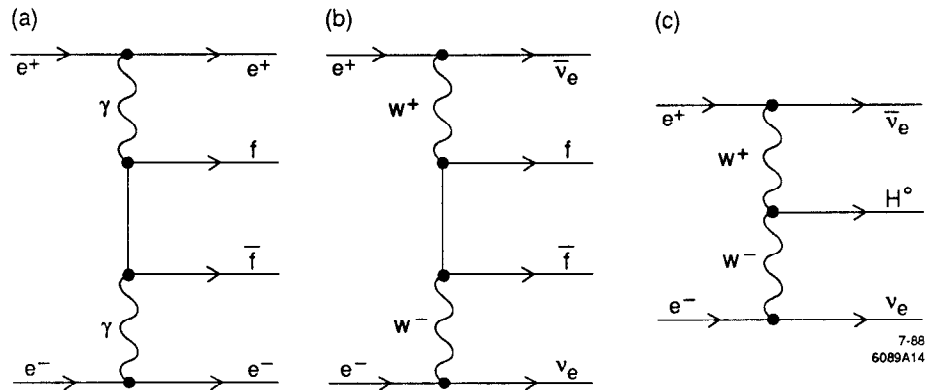 (a)
e+ e+
γ
f
f̅
γ
e− e−
(b)
e+ ν̅e
W+
f
f̅
W−
e− νe
(c)
e+ ν̅e
W+
H°
W−
e− νe
7-88
6089A14